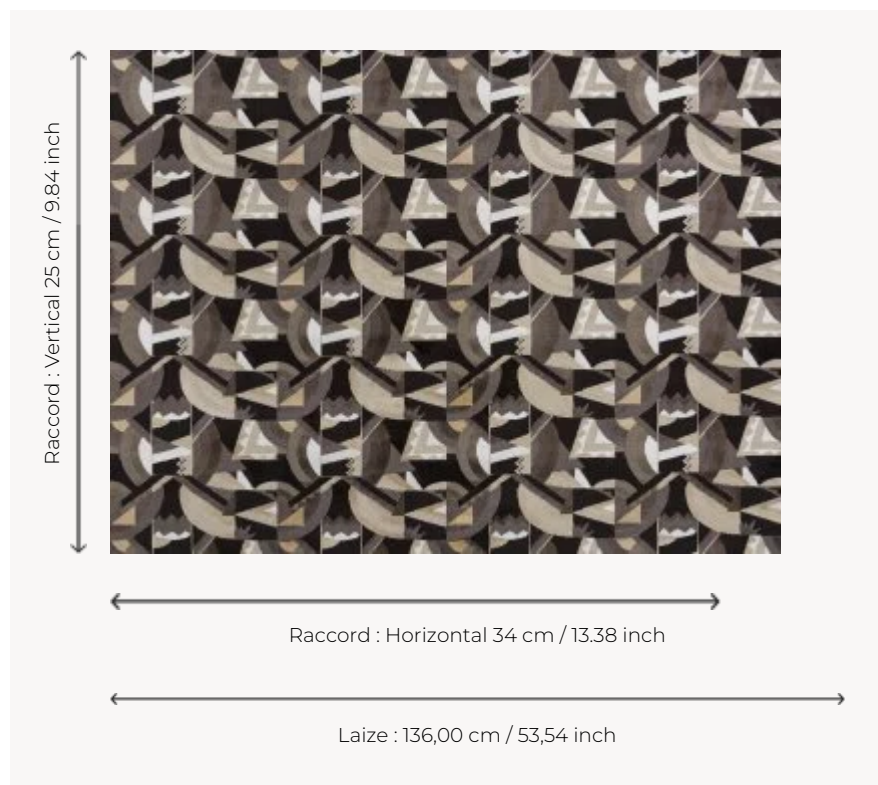 Raccord : Vertical 25 cm / 9.84 inch
Raccord : Horizontal 34 cm / 13.38 inch
Laize : 136,00 cm / 53,54 inch